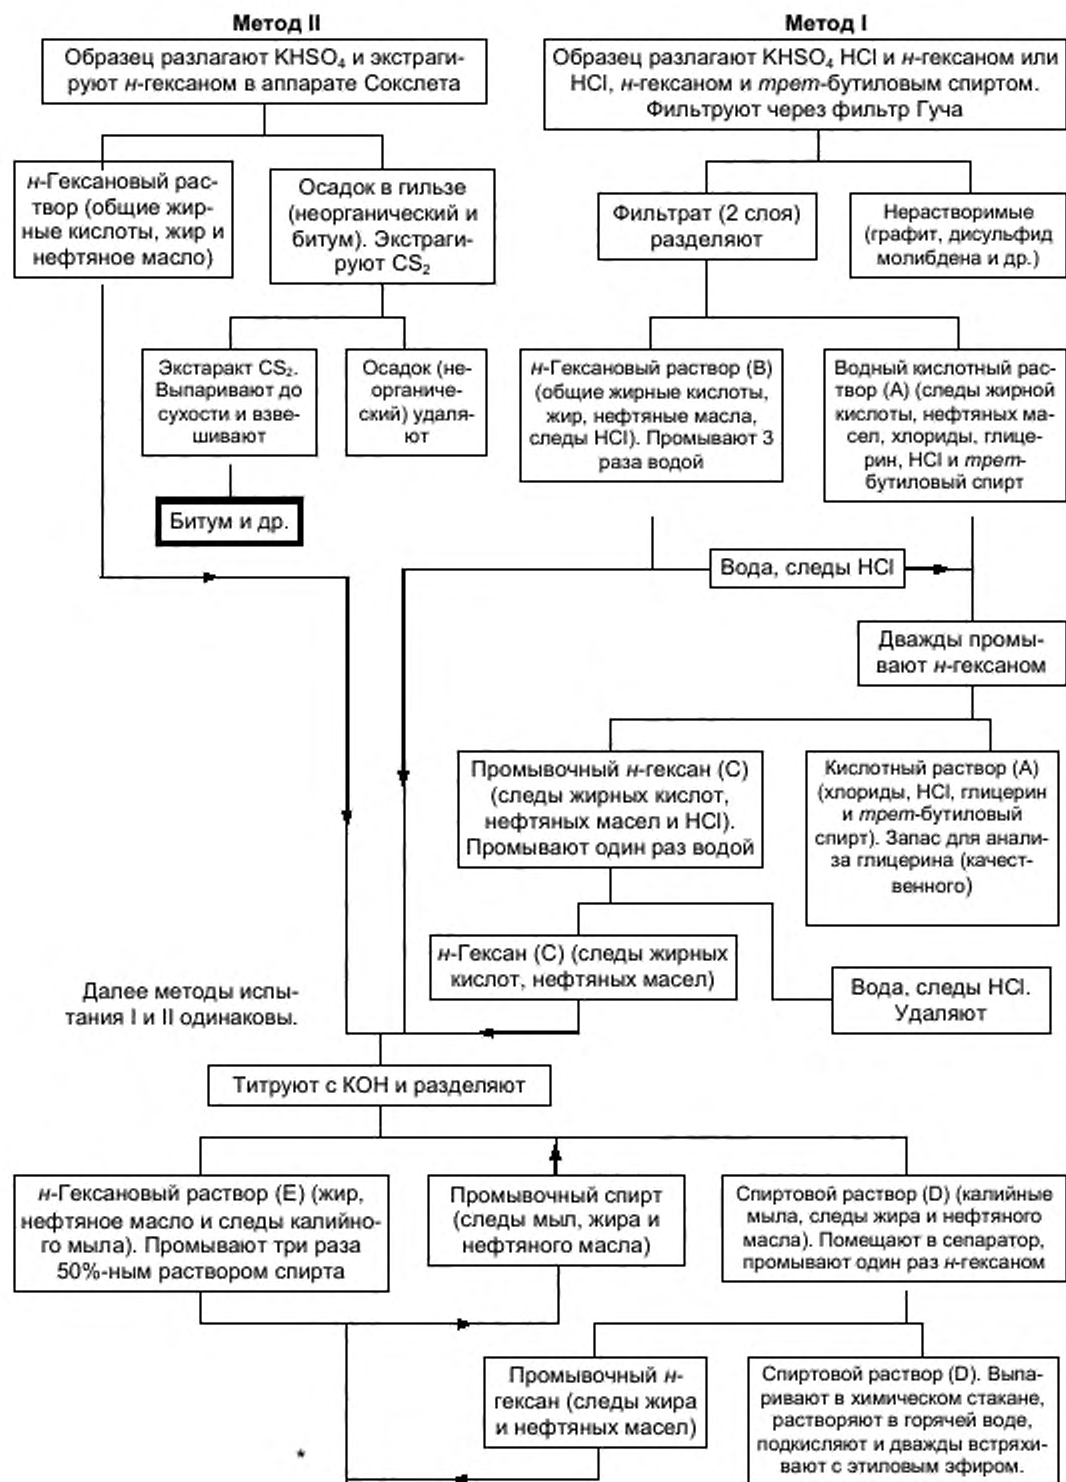 Метод II
Образец разлагают KHSO4 и экстраги-
руют н-гексаном в аппарате Сокслета
Метод I
Образец разлагают KHSO4 HCl и н-гексаном или
HCl, н-гексаном и трет-бутиловым спиртом.
Фильтруют через фильтр Гуча
н-Гексановый рас-
твор (общие жир-
ные кислоты, жир и
нефтяное масло)
Осадок в гильзе
(неорганический и
битум). Экстраги-
руют CS2
Фильтрат (2 слоя)
разделяют
Нерастворимые
(графит, дисульфид
молибдена и др.)
Экстаракт CS2.
Выпаривают до
сухости и взве-
шивают
Осадок (не-
органиче-
ский) удаля-
ют
н-Гексановый раствор (B)
(общие жирные кислоты,
жир, нефтяные масла,
следы HCl). Промывают 3
раза водой
Водный кислотный рас-
твор (A) (следы жирной
кислоты, нефтяных ма-
сел, хлориды, глице-
рин, HCl и трет-
бутиловый спирт
Битум и др.
Вода, следы HCl
Дважды промы-
вают н-гексаном
Промывочный н-гексан (C)
(следы жирных кислот,
нефтяных масел и HCl).
Промывают один раз водой
Кислотный раствор (A)
(хлориды, HCl, глицерин
и трет-бутиловый
спирт). Запас для анали-
за глицерина (качест-
венного)
н-Гексан (C) (следы жирных
кислот, нефтяных масел)
Вода, следы HCl.
Удаляют
Далее методы испы-
тания I и II одинаковы.
Титруют с КОН и разделяют
н-Гексановый раствор (E) (жир,
нефтяное масло и следы калийно-
го мыла). Промывают три раза
50%-ным раствором спирта
Промывочный спирт
(следы мыл, жира и
нефтяного масла)
Спиртовой раствор (D) (калийные
мыла, следы жира и нефтяного
масла). Помещают в сепаратор,
промывают один раз н-гексаном
Промывочный н-
гексан (следы жира
и нефтяных масел)
Спиртовой раствор (D). Выпа-
ривают в химическом стакане,
растворяют в горячей воде,
подкисляют и дважды встряхи-
вают с этиловым эфиром.
*